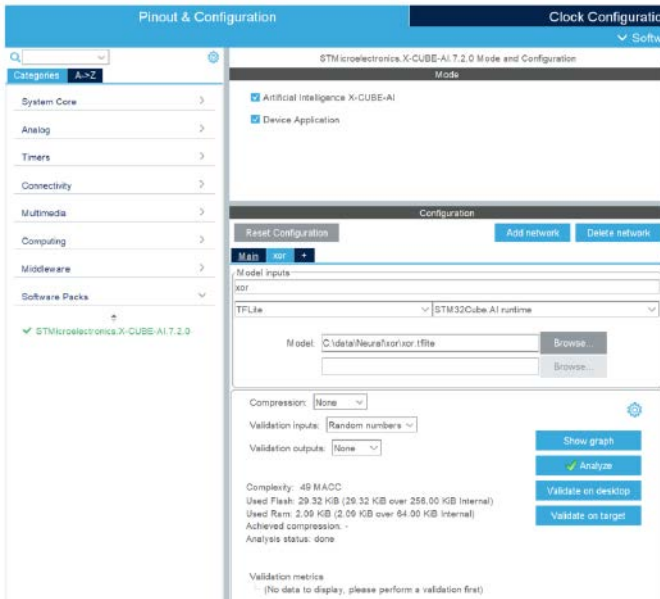 Pinout & Configuration
Clock Configuratio
Softw
STMicroelectronics.X-CUBE-AI.7.2.0 Mode and Configuration
Categories A->Z
Mode
System Core
Artificial Intelligence X-CUBE-AI
Device Application
Analog
Timers
Connectivity
Multimedia
Computing
Middleware
Software Packs
STMicroelectronics.X-CUBE-AI.7.2.0
Configuration
Reset Configuration Add network Delete network
Main xor +
Model inputs
xor
TFLite STM32Cube.AI runtime
Model: C:\data\Neural\xor\xor.tflite Browse...
Browse...
Compression: None
Validation inputs: Random numbers
Validation outputs: None
Show graph
Analyze
Validate on desktop
Validate on target
Complexity: 49 MACC
Used Flash: 29.32 KiB (29.32 KiB over 256.00 KiB Internal)
Used Ram: 2.09 KiB (2.09 KiB over 64.00 KiB Internal)
Achieved compression: -
Analysis status: done
Validation metrics
(No data to display, please perform a validation first)